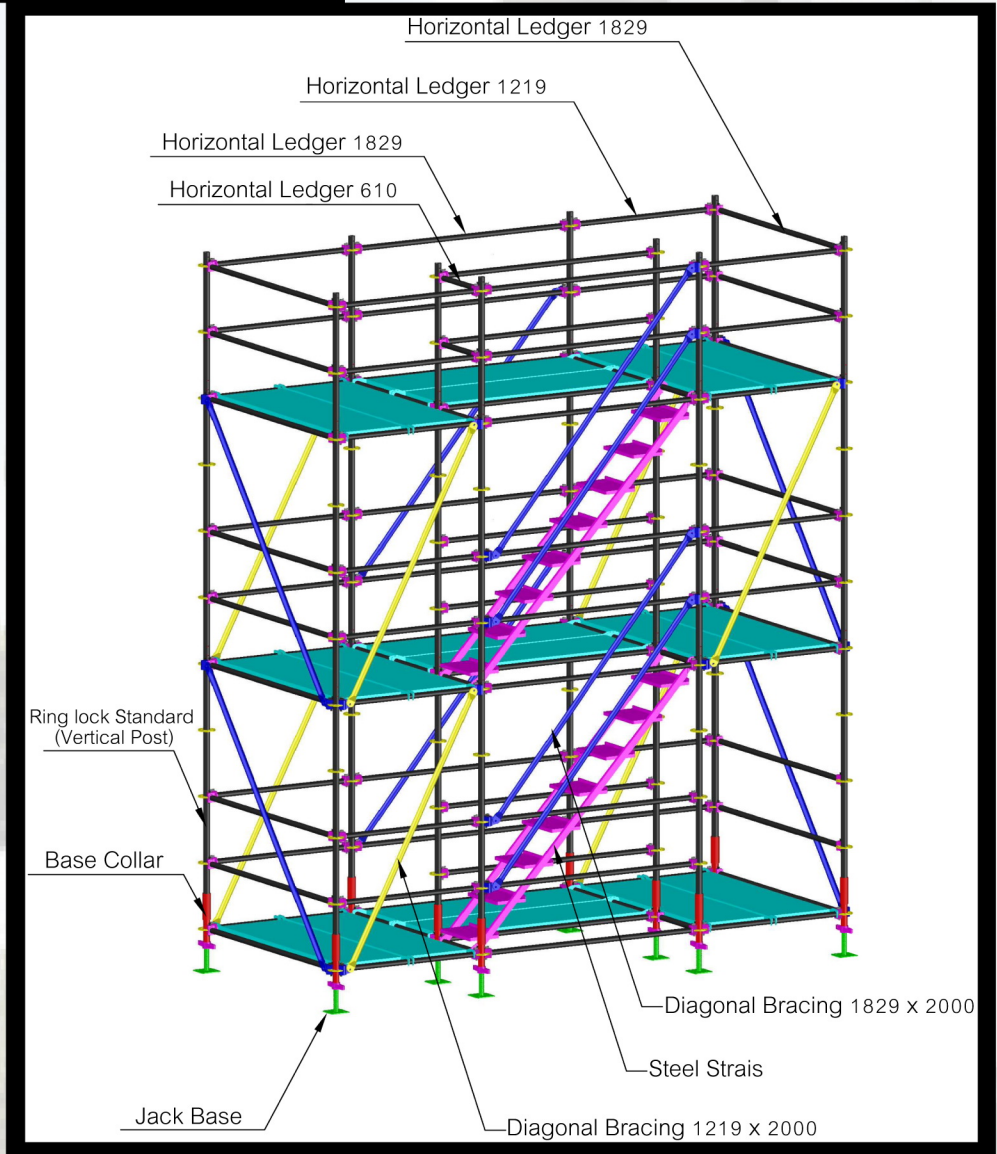 Horizontal Ledger 1829
Horizontal Ledger 1219
Horizontal Ledger 1829
Horizontal Ledger 610
Ring lock Standard
(Vertical Post)
Base Collar
Diagonal Bracing 1829 x 2000
Steel Strais
Jack Base
Diagonal Bracing 1219 x 2000